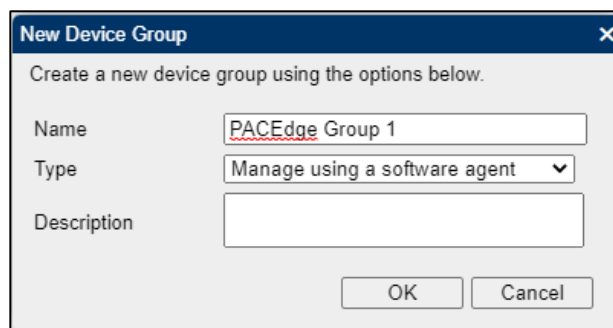 New Device Group
Create a new device group using the options below.
Name PACEdge Group 1
Type Manage using a software agent
Description
OK Cancel